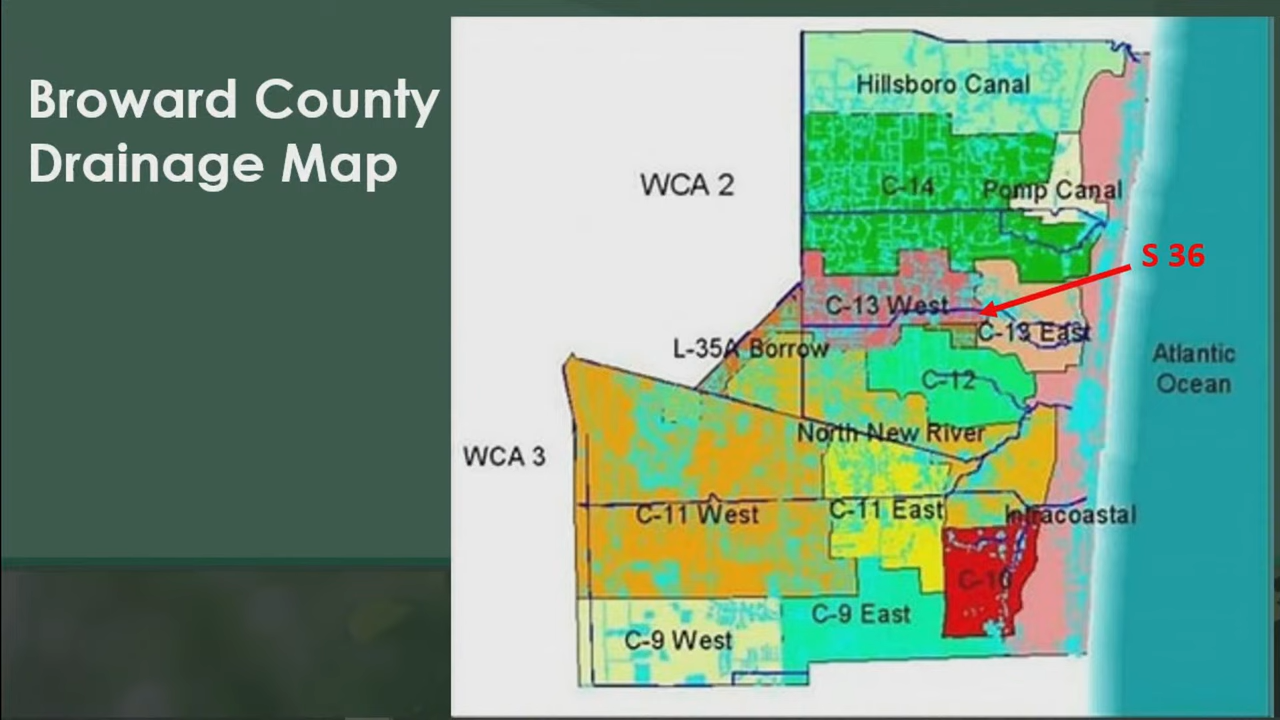 Broward County
Drainage Map
Hillsboro Canal
WCA 2
C-14
Pomp Canal
S 36
C-13 West
C-13 East
L-35A Borrow
Atlantic
Ocean
C-12
North New River
WCA 3
C-11 West
C-11 East
Intracoastal
C-10
C-9 East
C-9 West